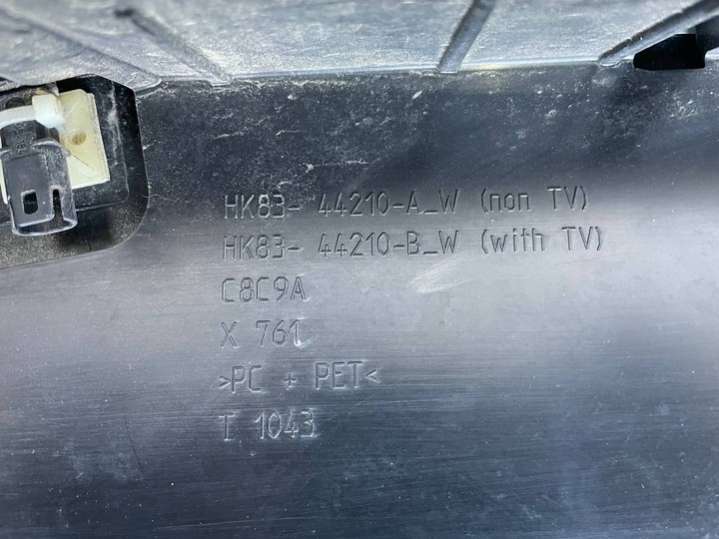 HK83- 44210-A_W (non TV)
HK83- 44210-B_W (with TV)
C8C9A
X 761
>PC + PET<
T 1043